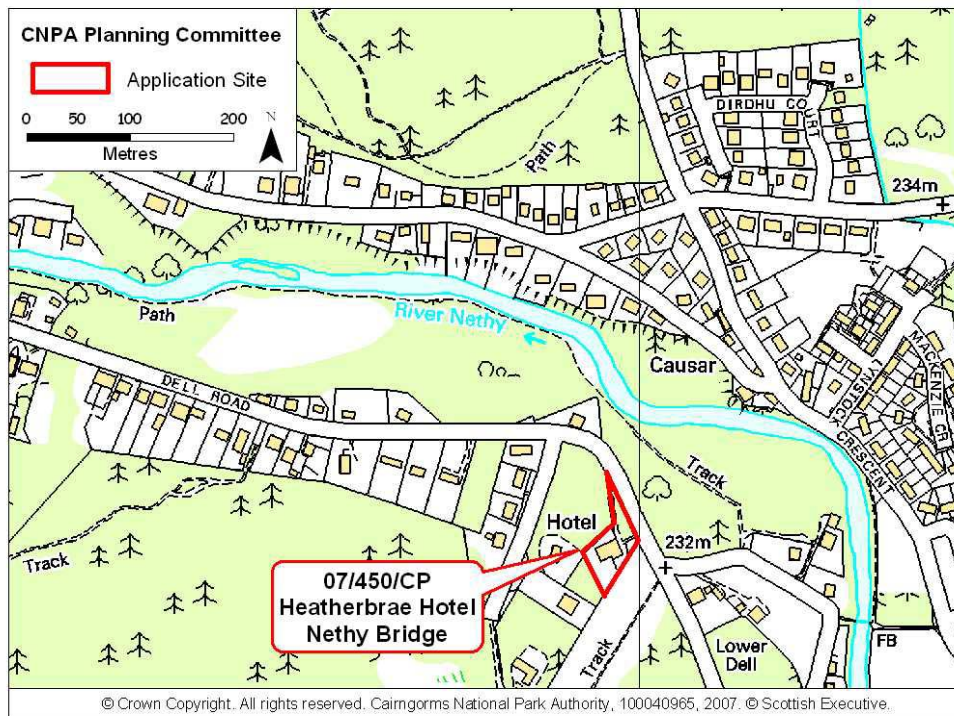 CNPA Planning Committee
Application Site
0 50 100 200
N
Metres
DIRDHU COURT
Path
Track
234m
River Nethy
Path
Causar
MACKENZIE CR
LYNSTOCK CRESCENT
DELL ROAD
Track
Hotel
232m
Track
07/450/CP
Heatherbrae Hotel
Nethy Bridge
Track
Lower
Dell
FB
© Crown Copyright. All rights reserved. Cairngorms National Park Authority, 100040965, 2007. © Scottish Executive.